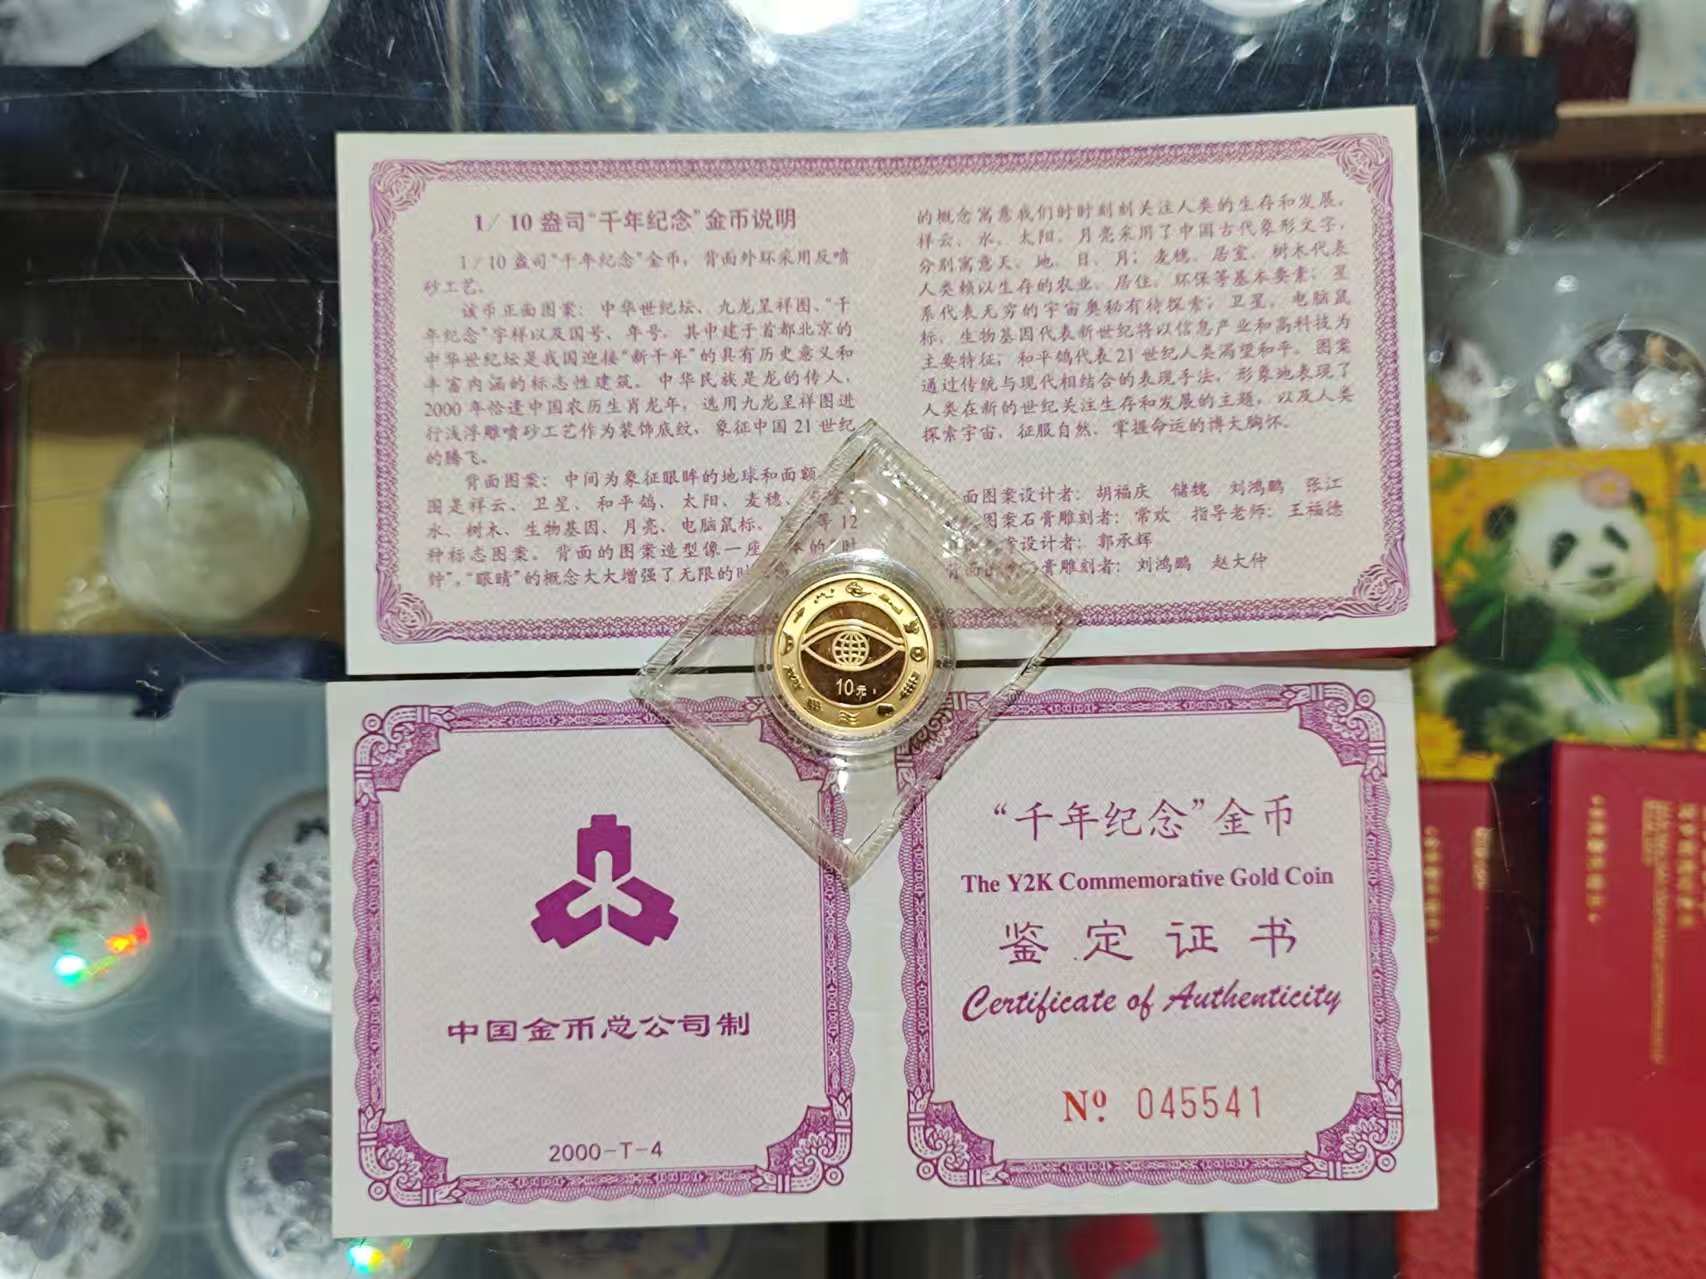 1/10盎司“千年纪念”金币说明
1/10盎司“千年纪念”金币，背面外环采用反喷
砂工艺。
该币正面图案：中华世纪坛、九龙呈祥图、“千
年纪念”字样以及国号、年号。其中建于首都北京的
中华世纪坛是我国迎接“新千年”的具有历史意义和
丰富内涵的标志性建筑。中华民族是龙的传人，
2000年恰逢中国农历生肖龙年，选用九龙呈祥图进
行浅浮雕喷砂工艺作为装饰底纹，象征中国21世纪
的腾飞。
背面图案：中间为象征眼眸的地球和面额
围是祥云、卫星、和平鸽、太阳、麦穗、
水、树木、生物基因、月亮、电脑鼠标、 等12
种标志图案。背面的图案造型像一座 的“时
钟”，“眼睛”的概念大大增强了无限的时
的概念寓意我们时时刻刻关注人类的生存和发展，
祥云、水、太阳、月亮采用了中国古代象形文字，
分别寓意天、地、日、月；麦穗、居室、树木代表
人类赖以生存的农业、居住、环保等基本要素；星
系代表无穷的宇宙奥秘有待探索；卫星、电脑鼠
标、生物基因代表新世纪将以信息产业和高科技为
主要特征；和平鸽代表21世纪人类渴望和平。图案
通过传统与现代相结合的表现手法，形象地表现了
人类在新的世纪关注生存和发展的主题，以及人类
探索宇宙、征服自然、掌握命运的博大胸怀。
面图案设计者：胡福庆 储魏 刘鸿鹏 张江
图案石膏雕刻者：常欢 指导老师：王福德
设计者：郭承辉
背面 膏雕刻者：刘鸿鹏 赵大仲
10元
中国金币总公司制
2000-T-4
“千年纪念”金币
The Y2K Commemorative Gold Coin
鉴定证书
Certificate of Authenticity
Nº 045541